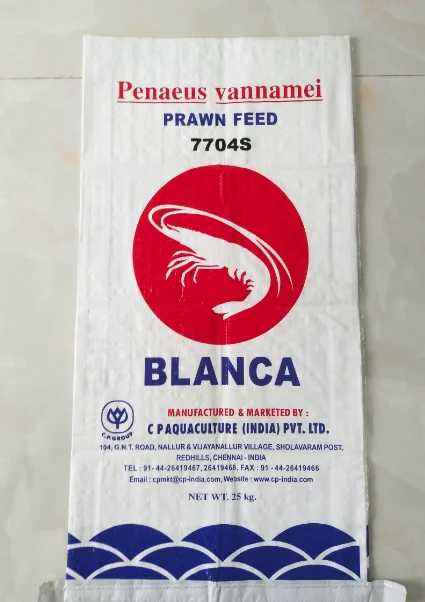 Penaeus vannamei
PRAWN FEED
7704S
BLANCA
C.P.GROUP
MANUFACTURED & MARKETED BY :
C P AQUACULTURE (INDIA) PVT. LTD.
104, G.N.T. ROAD, NALLUR & VIJAYANALLUR VILLAGE, SHOLAVARAM POST,
REDHILLS, CHENNAI - INDIA
TEL : 91- 44-26419467, 26419468, FAX : 91 - 44-26419466
Email : cpmkt@cp-india.com, Website : www.cp-india.com
NET WT. 25 kg.